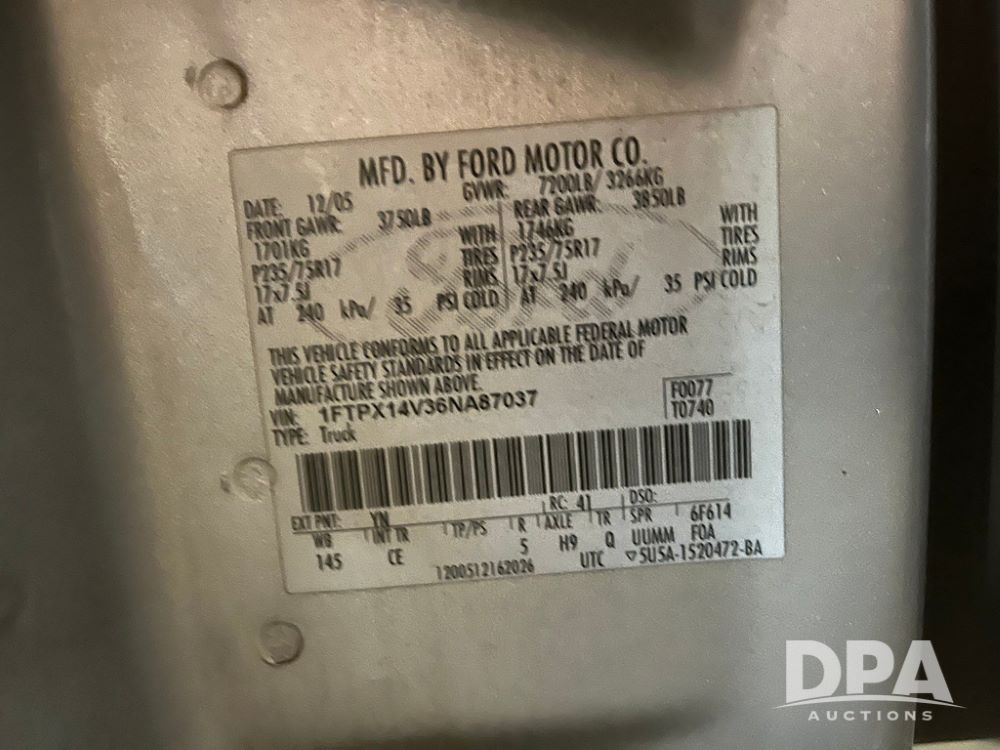 MFD. BY FORD MOTOR CO.
DATE: 12/05 GVWR: 7200LB/ 3266KG
FRONT GAWR: 3750LB REAR GAWR: 3850LB
1701KG WITH 1746KG WITH
P235/75R17 TIRES P235/75R17 TIRES
17x7.5J RIMS 17x7.5J RIMS
AT 240 kPa/ 35 PSI COLD AT 240 kPa/ 35 PSI COLD
THIS VEHICLE CONFORMS TO ALL APPLICABLE FEDERAL MOTOR
VEHICLE SAFETY STANDARDS IN EFFECT ON THE DATE OF
MANUFACTURE SHOWN ABOVE.
VIN: 1FTPX14V36NA87037 F0077
TYPE: Truck T0740
EXT PNT: YN RC: 41 DSO:
WB INT TR TP/PS R AXLE TR SPR 6F614
145 CE 5 H9 Q UUMM FOA
1200512162026 UTC ▽5U5A-1520472-BA
DPA
AUCTIONS